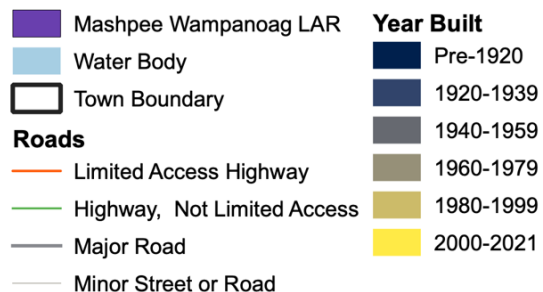 Mashpee Wampanoag LAR
Water Body
Town Boundary
Roads
Limited Access Highway
Highway, Not Limited Access
Major Road
Minor Street or Road
Year Built
Pre-1920
1920-1939
1940-1959
1960-1979
1980-1999
2000-2021